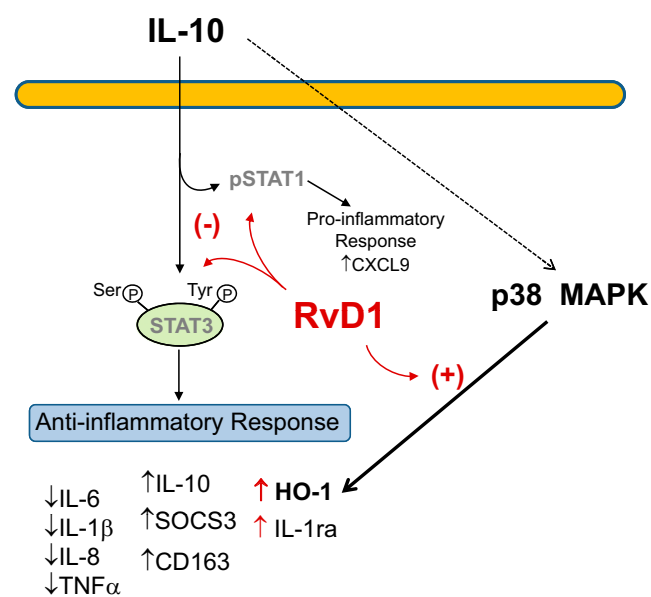 IL-10
pSTAT1
Pro-inflammatory
Response
↑CXCL9
(-)
Ser P
Tyr P
STAT3
RvD1
p38 MAPK
(+)
Anti-inflammatory Response
↓IL-6
↓IL-1β
↓IL-8
↓TNFα
↑IL-10
↑SOCS3
↑CD163
↑ HO-1
↑ IL-1ra